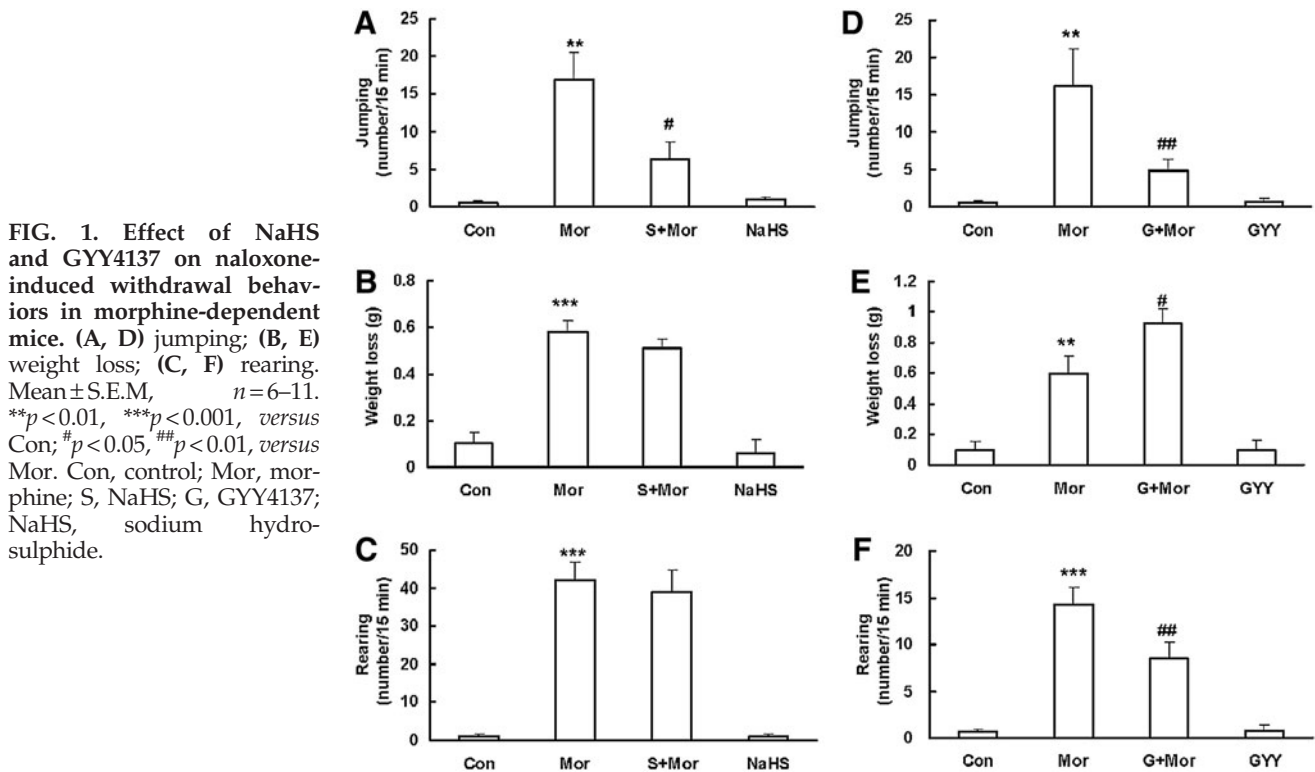 FIG. 1. Effect of NaHS
and GYY4137 on naloxone-
induced withdrawal behav-
iors in morphine-dependent
mice. (A, D) jumping; (B, E)
weight loss; (C, F) rearing.
Mean±S.E.M, n=6–11.
**p<0.01, ***p<0.001, versus
Con; #p<0.05, ##p<0.01, versus
Mor. Con, control; Mor, mor-
phine; S, NaHS; G, GYY4137;
NaHS, sodium hydro-
sulphide.
A
Jumping
(number/15 min)
25
20
15
10
5
0
**
#
Con Mor S+Mor NaHS
B
Weight loss (g)
0.8
0.6
0.4
0.2
0
***
Con Mor S+Mor NaHS
C
Rearing
(number/15 min)
50
40
30
20
10
0
***
Con Mor S+Mor NaHS
D
Jumping
(number/15 min)
25
20
15
10
5
0
**
##
Con Mor G+Mor GYY
E
Weight loss (g)
1.2
1
0.8
0.6
0.4
0.2
0
**
#
Con Mor G+Mor GYY
F
Rearing
(number/15 min)
20
15
10
5
0
***
##
Con Mor G+Mor GYY